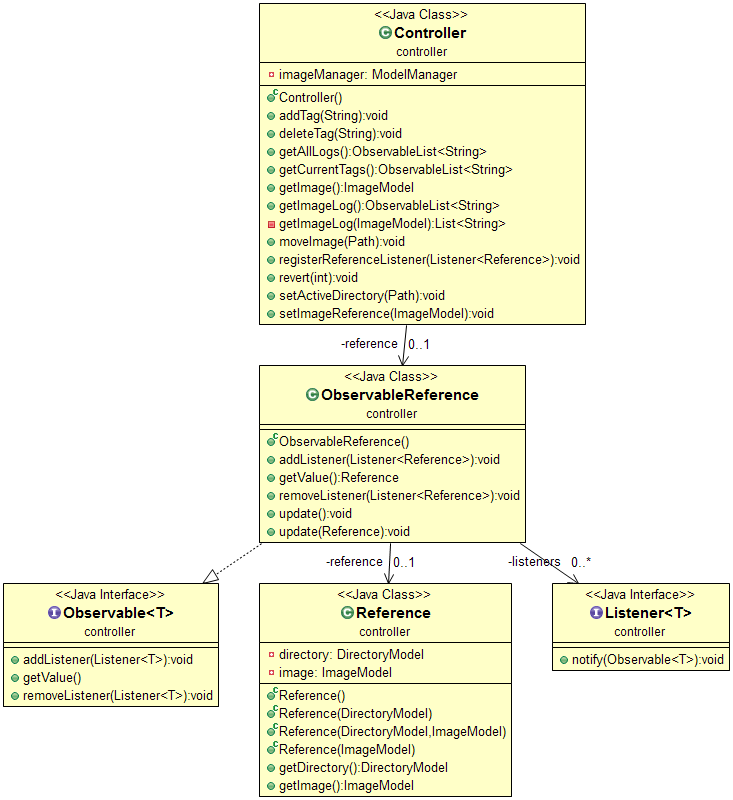 <<Java Class>>
Controller
controller
imageManager: ModelManager
Controller()
addTag(String):void
deleteTag(String):void
getAllLogs():ObservableList<String>
getCurrentTags():ObservableList<String>
getImage():ImageModel
getImageLog():ObservableList<String>
getImageLog(ImageModel):List<String>
moveImage(Path):void
registerReferenceListener(Listener<Reference>):void
revert(int):void
setActiveDirectory(Path):void
setImageReference(ImageModel):void
-reference 0..1
<<Java Class>>
ObservableReference
controller
ObservableReference()
addListener(Listener<Reference>):void
getValue():Reference
removeListener(Listener<Reference>):void
update():void
update(Reference):void
-reference 0..1
-listeners 0..*
<<Java Interface>>
Observable<T>
controller
addListener(Listener<T>):void
getValue()
removeListener(Listener<T>):void
<<Java Class>>
Reference
controller
directory: DirectoryModel
image: ImageModel
Reference()
Reference(DirectoryModel)
Reference(DirectoryModel,ImageModel)
Reference(ImageModel)
getDirectory():DirectoryModel
getImage():ImageModel
<<Java Interface>>
Listener<T>
controller
notify(Observable<T>):void